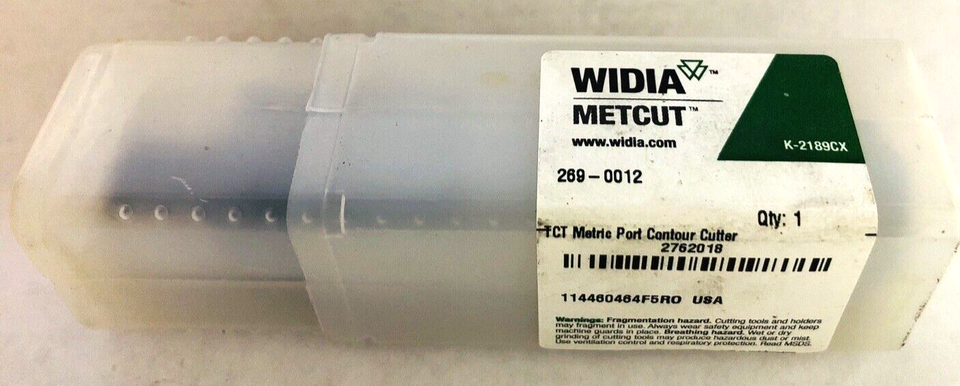 WIDIA™
METCUT™
www.widia.com
K-2189CX
269-0012
Qty: 1
TCT Metric Port Contour Cutter
2762018
114460464F5RO USA
Warnings: Fragmentation hazard. Cutting tools and holders
may fragment in use. Always wear safety equipment and keep
machine guards in place. Breathing hazard. Wet or dry
grinding of cutting tools may produce hazardous dust or mist.
Use ventilation control and respiratory protection. Read MSDS.